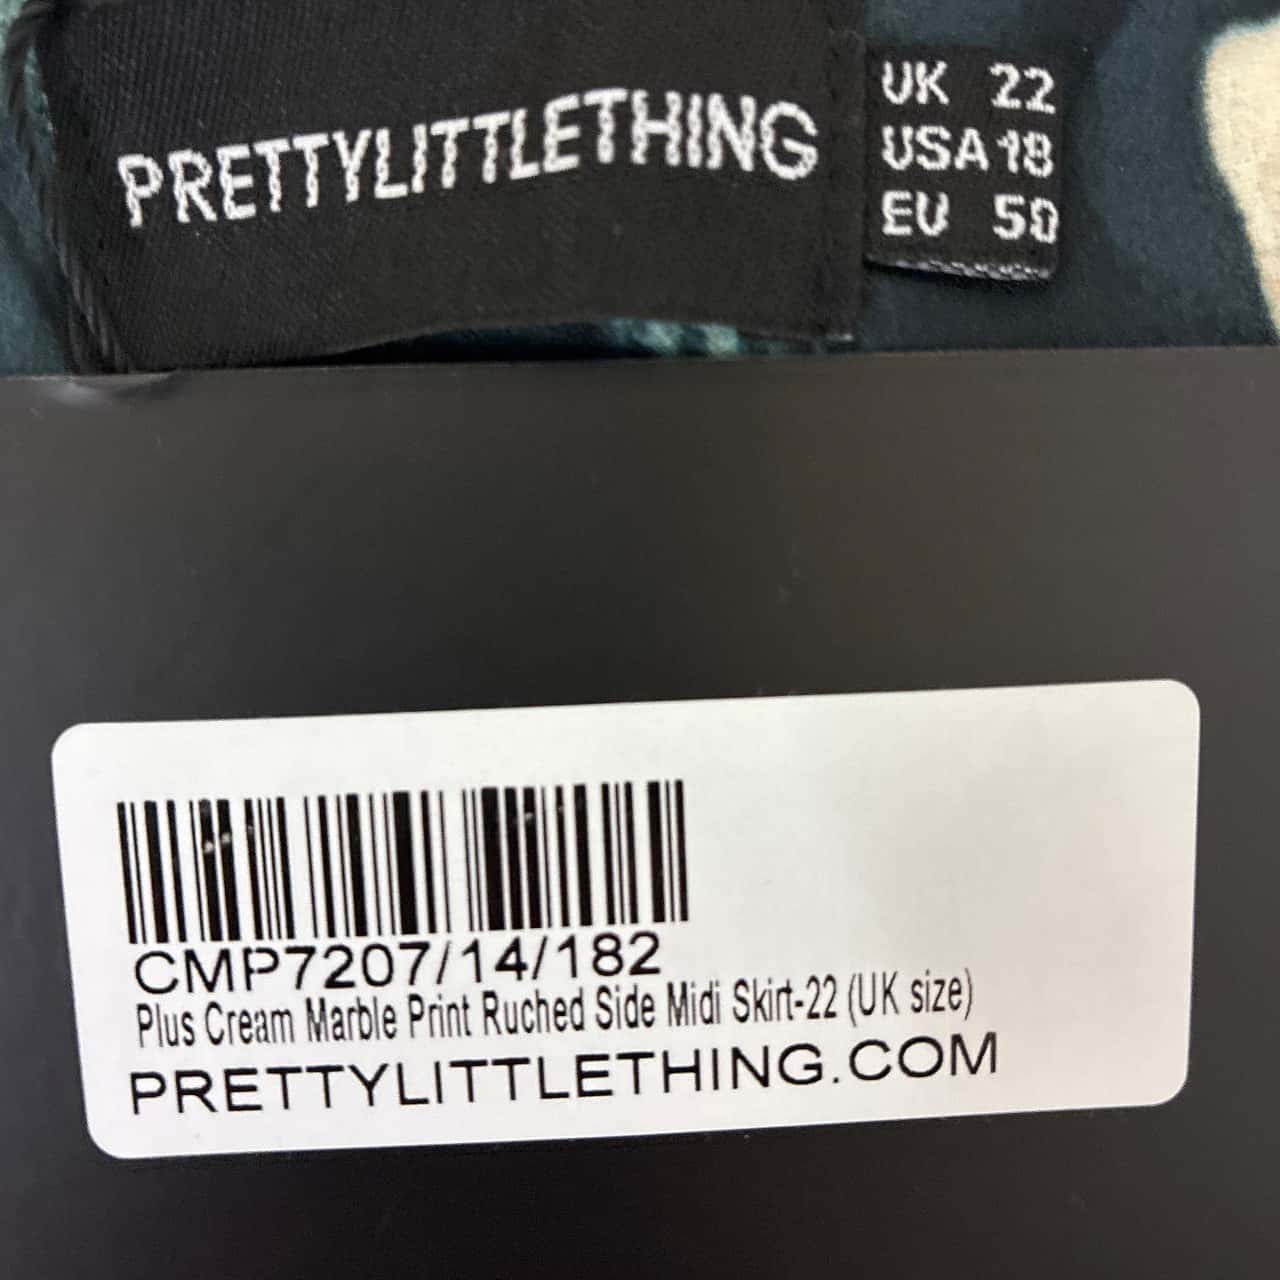 PRETTYLITTLETHING
UK 22
USA 18
EU 50
CMP7207/14/182
Plus Cream Marble Print Ruched Side Midi Skirt-22 (UK size)
PRETTYLITTLETHING.COM